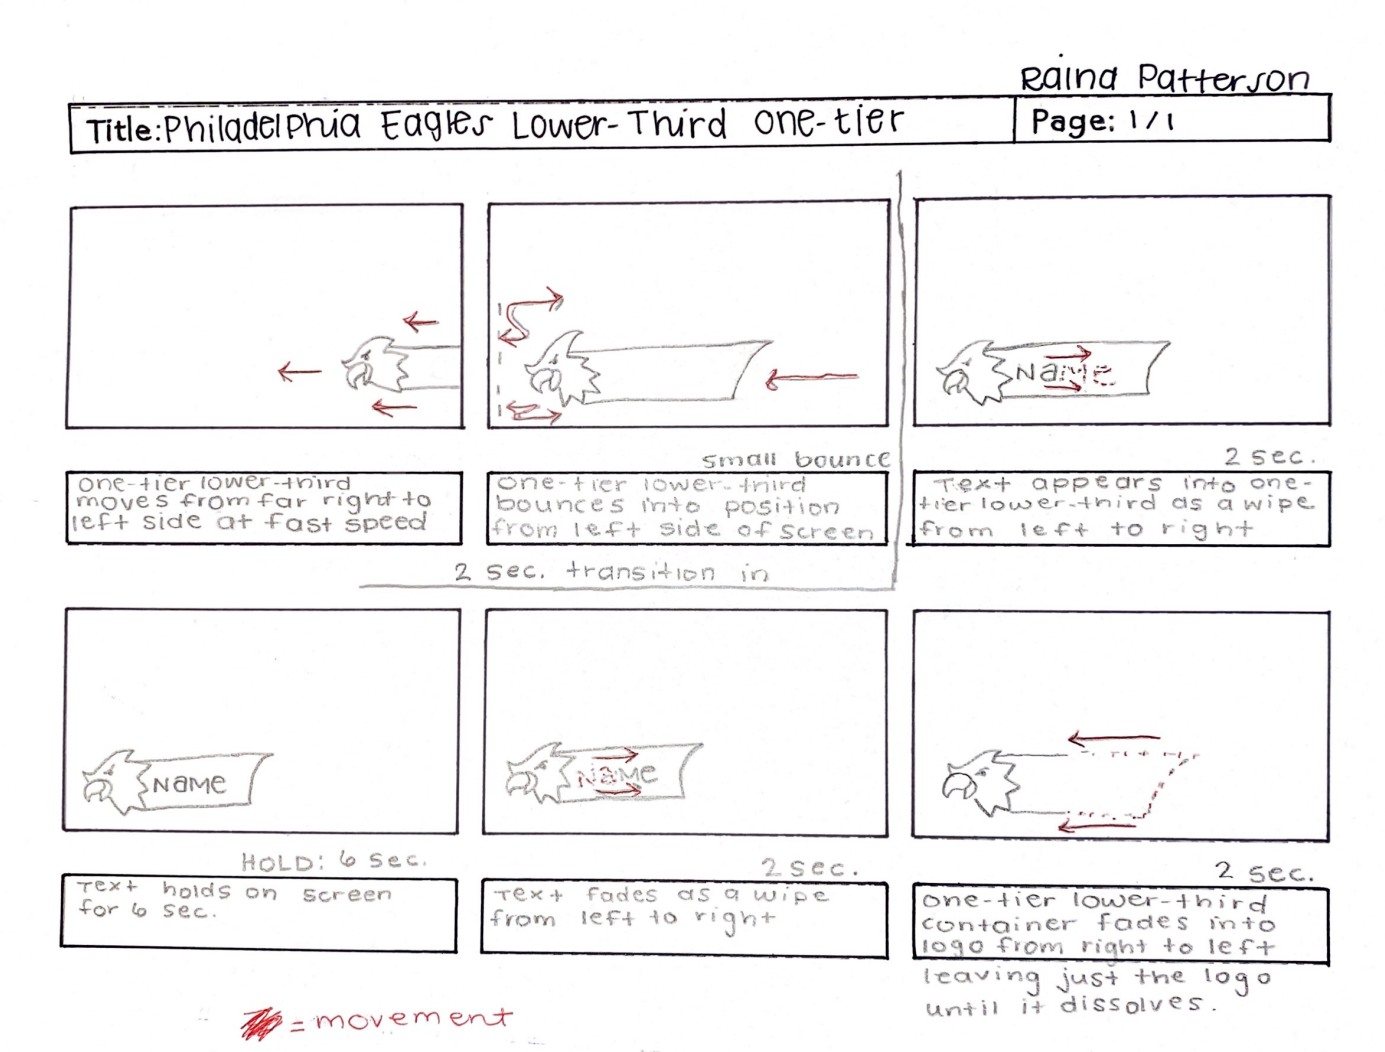 Raina Patterson
Title: Philadelphia Eagles Lower-Third one-tier
Page: 1/1
small bounce
one-tier lower-third
moves from far right to
left side at fast speed
one-tier lower-third
bounces into position
from left side of screen
2 sec. transition in
Name
2 sec.
Text appears into one-
tier lower-third as a wipe
from left to right
Name
HOLD: 6 sec.
Text holds on screen
for 6 sec.
Name
2 sec.
Text fades as a wipe
from left to right
2 sec.
one-tier lower-third
container fades into
logo from right to left
leaving just the logo
until it dissolves.
= movement